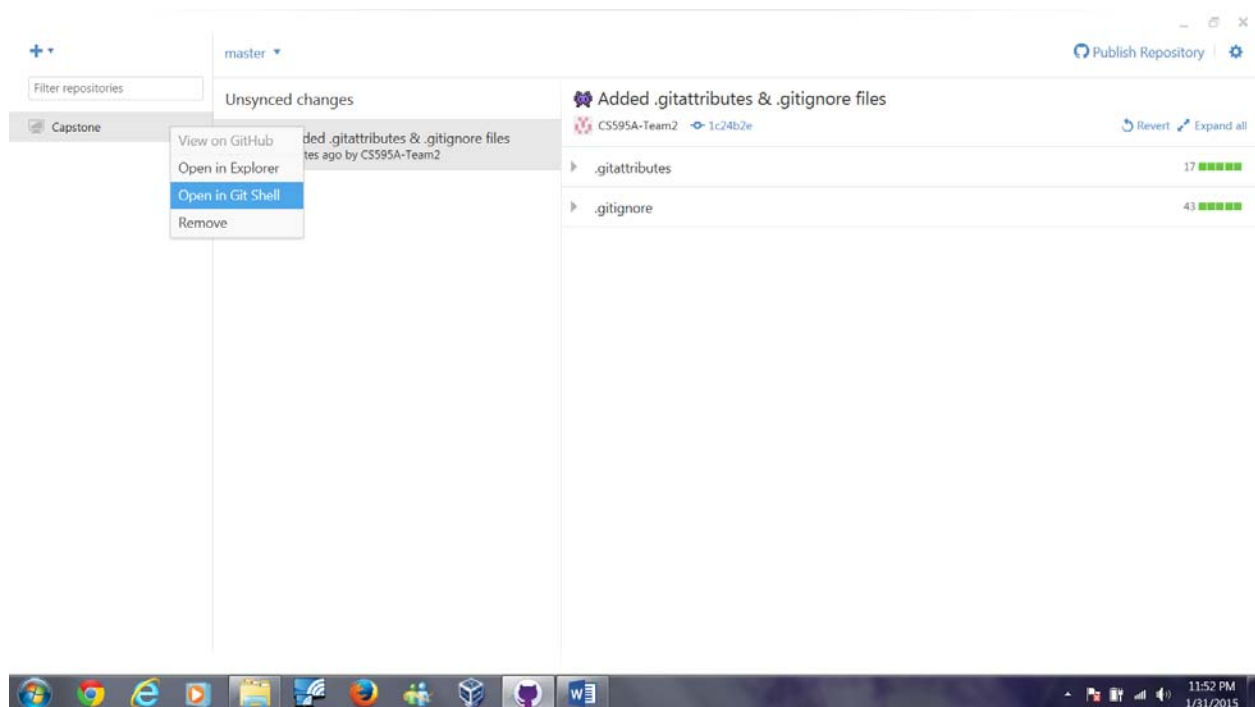 master
Publish Repository
Filter repositories
Capstone
View on GitHub
Open in Explorer
Open in Git Shell
Remove
Unsynced changes
.gitattributes & .gitignore files
ago by CS595A-Team2
Added .gitattributes & .gitignore files
CS595A-Team2 1c24b2e
Revert Expand all
.gitattributes 17
.gitignore 43
11:52 PM
1/31/2015